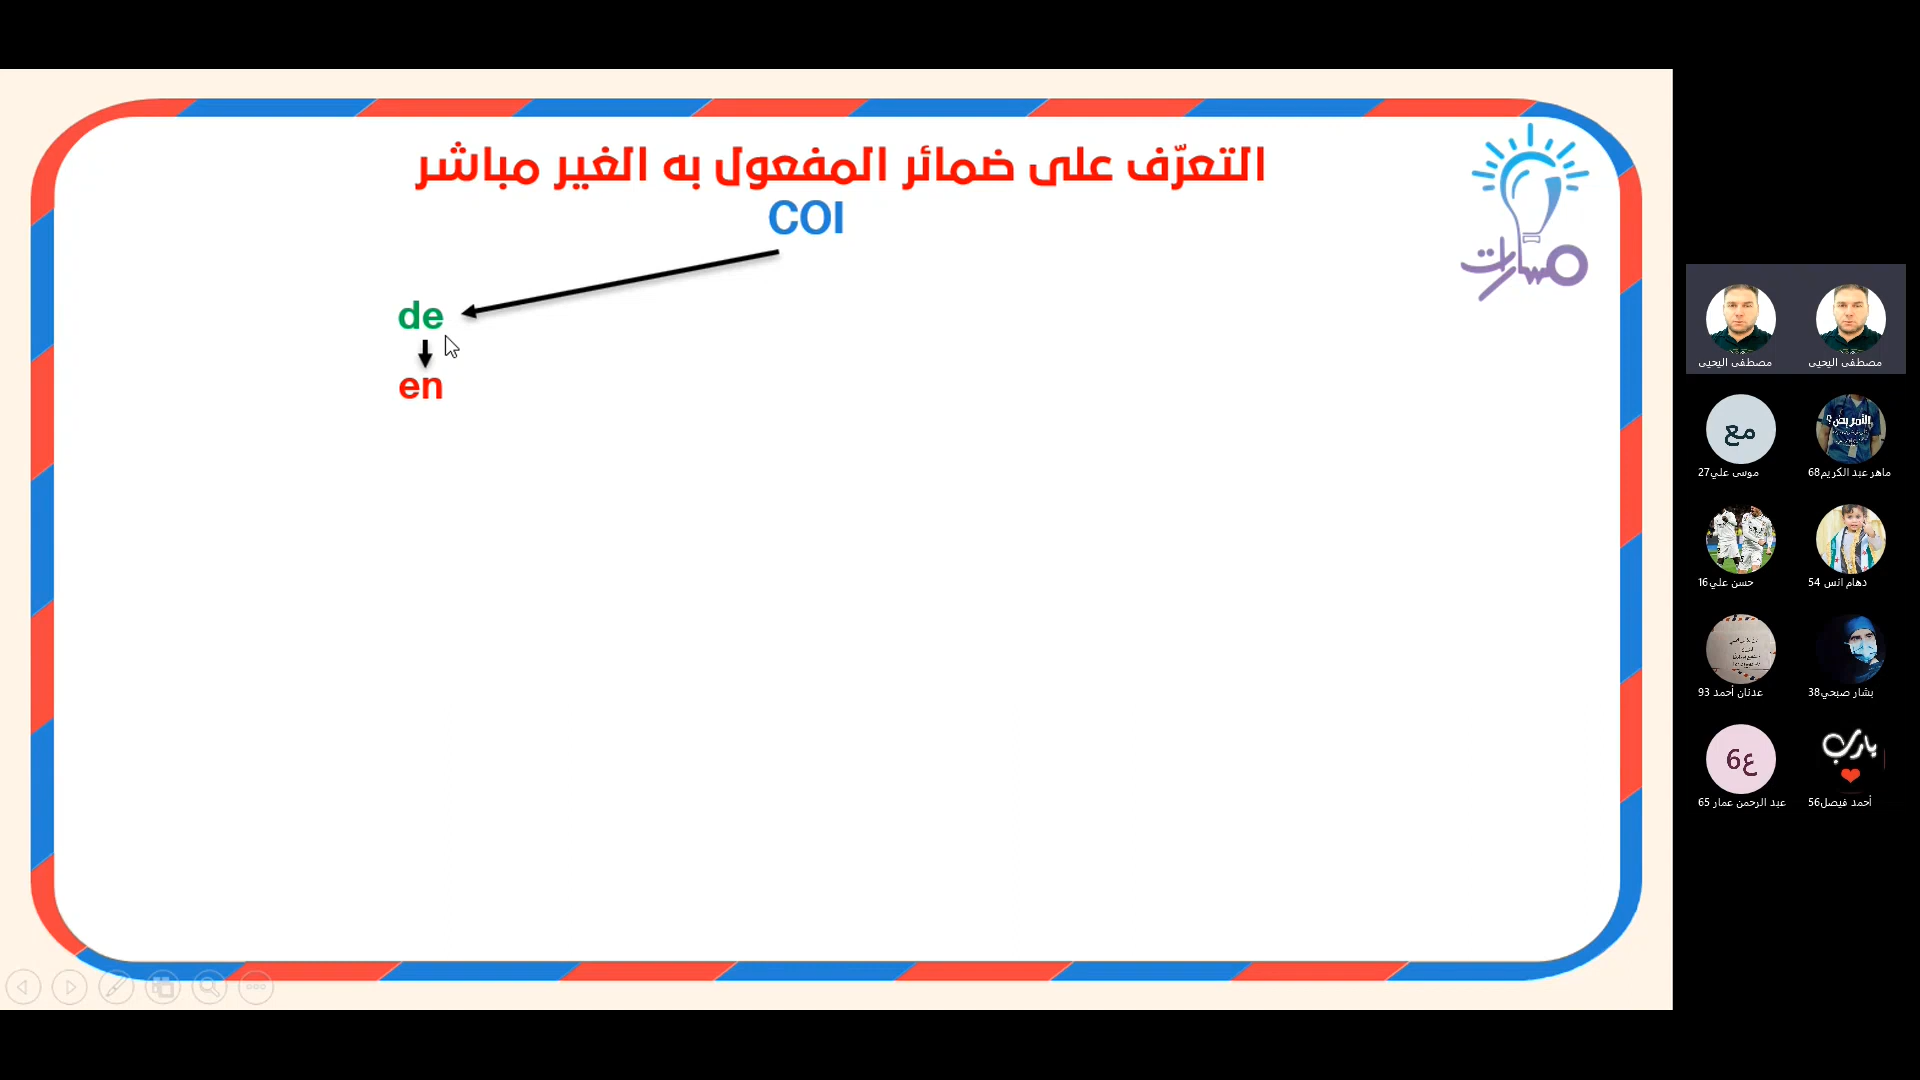 التعرّف على ضمائر المفعول به الغير مباشر
COI
de
en
مسارات
مصطفى اليحيى
مصطفى اليحيى
مع
موسى علي27
ماهر عبد الكريم68
حسن علي16
دهام انس 54
عدنان أحمد 93
بشار صبحي38
ع6
عبد الرحمن عمار 65
يارب
أحمد فيصل56